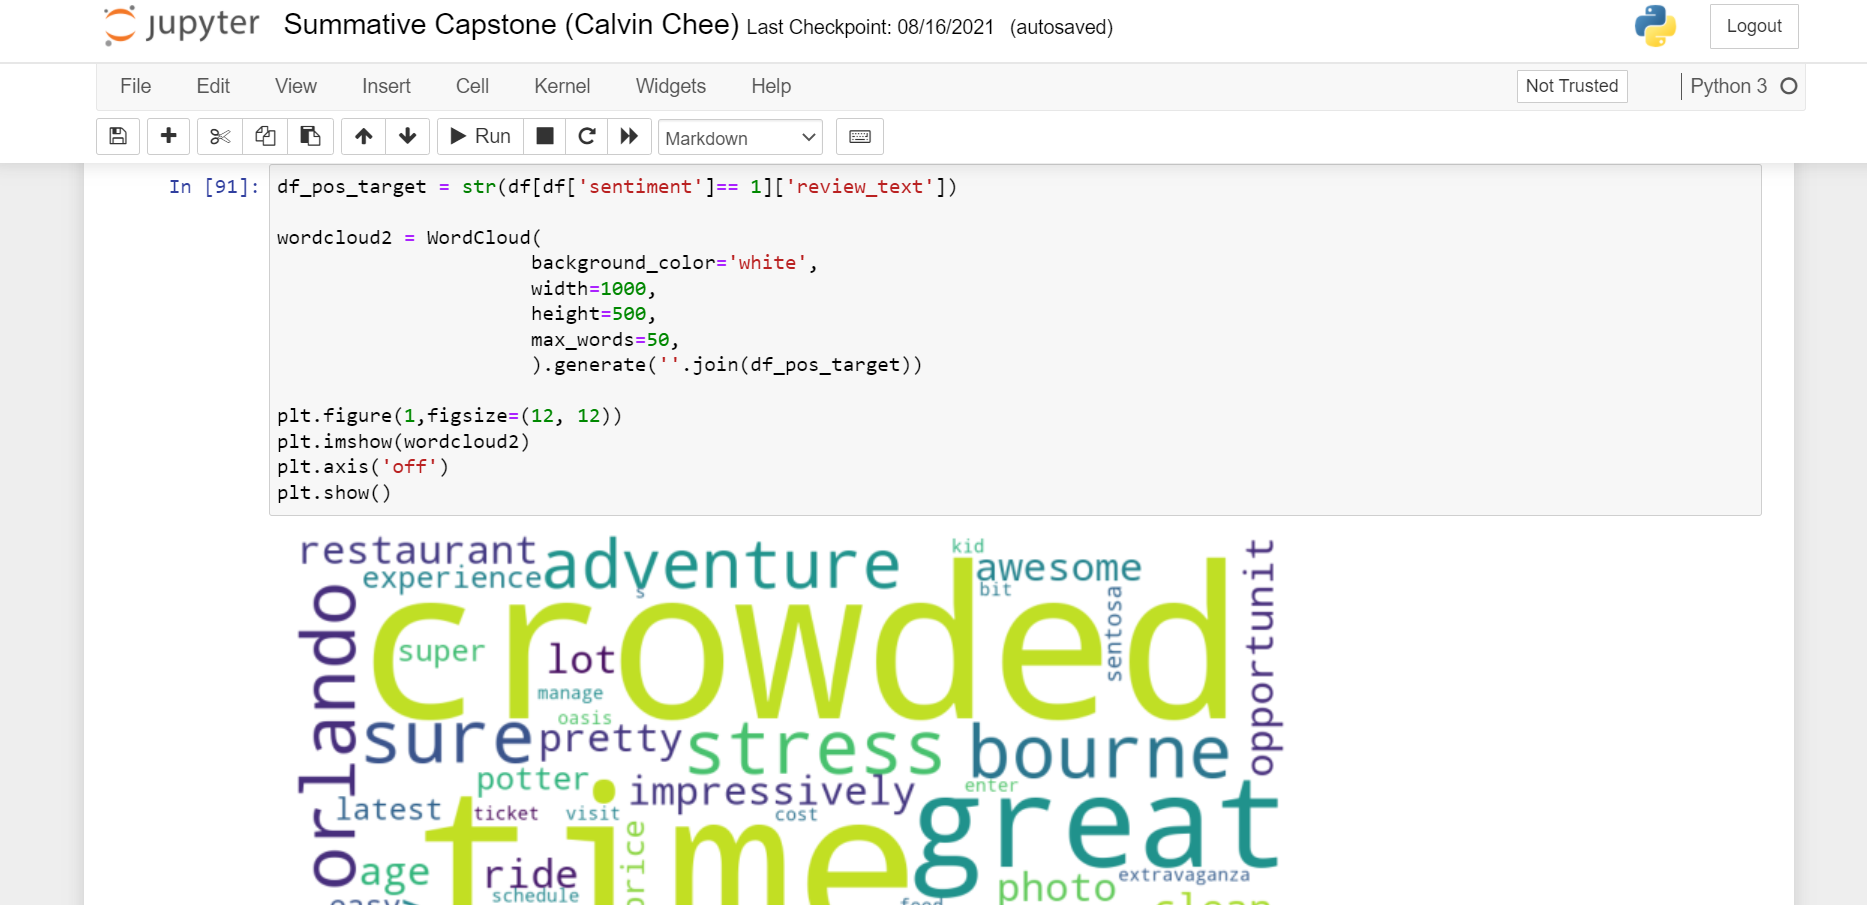 jupyter Summative Capstone (Calvin Chee) Last Checkpoint: 08/16/2021 (autosaved) Logout
File Edit View Insert Cell Kernel Widgets Help Not Trusted Python 3
Run Markdown
In [91]: df_pos_target = str(df[df['sentiment']== 1]['review_text'])
wordcloud2 = WordCloud(
background_color='white',
width=1000,
height=500,
max_words=50,
).generate(''.join(df_pos_target))
plt.figure(1,figsize=(12, 12))
plt.imshow(wordcloud2)
plt.axis('off')
plt.show()
restaurant
adventure
kid
awesome
experience
bit
s
crowded
orlando
opportunit
sentosa
super
lot
manage
oasis
sure
pretty
stress
bourne
potter
impressively
enter
latest
ticket
visit
cost
great
time
price
age
ride
schedule
photo
extravaganza
easy
food
clean